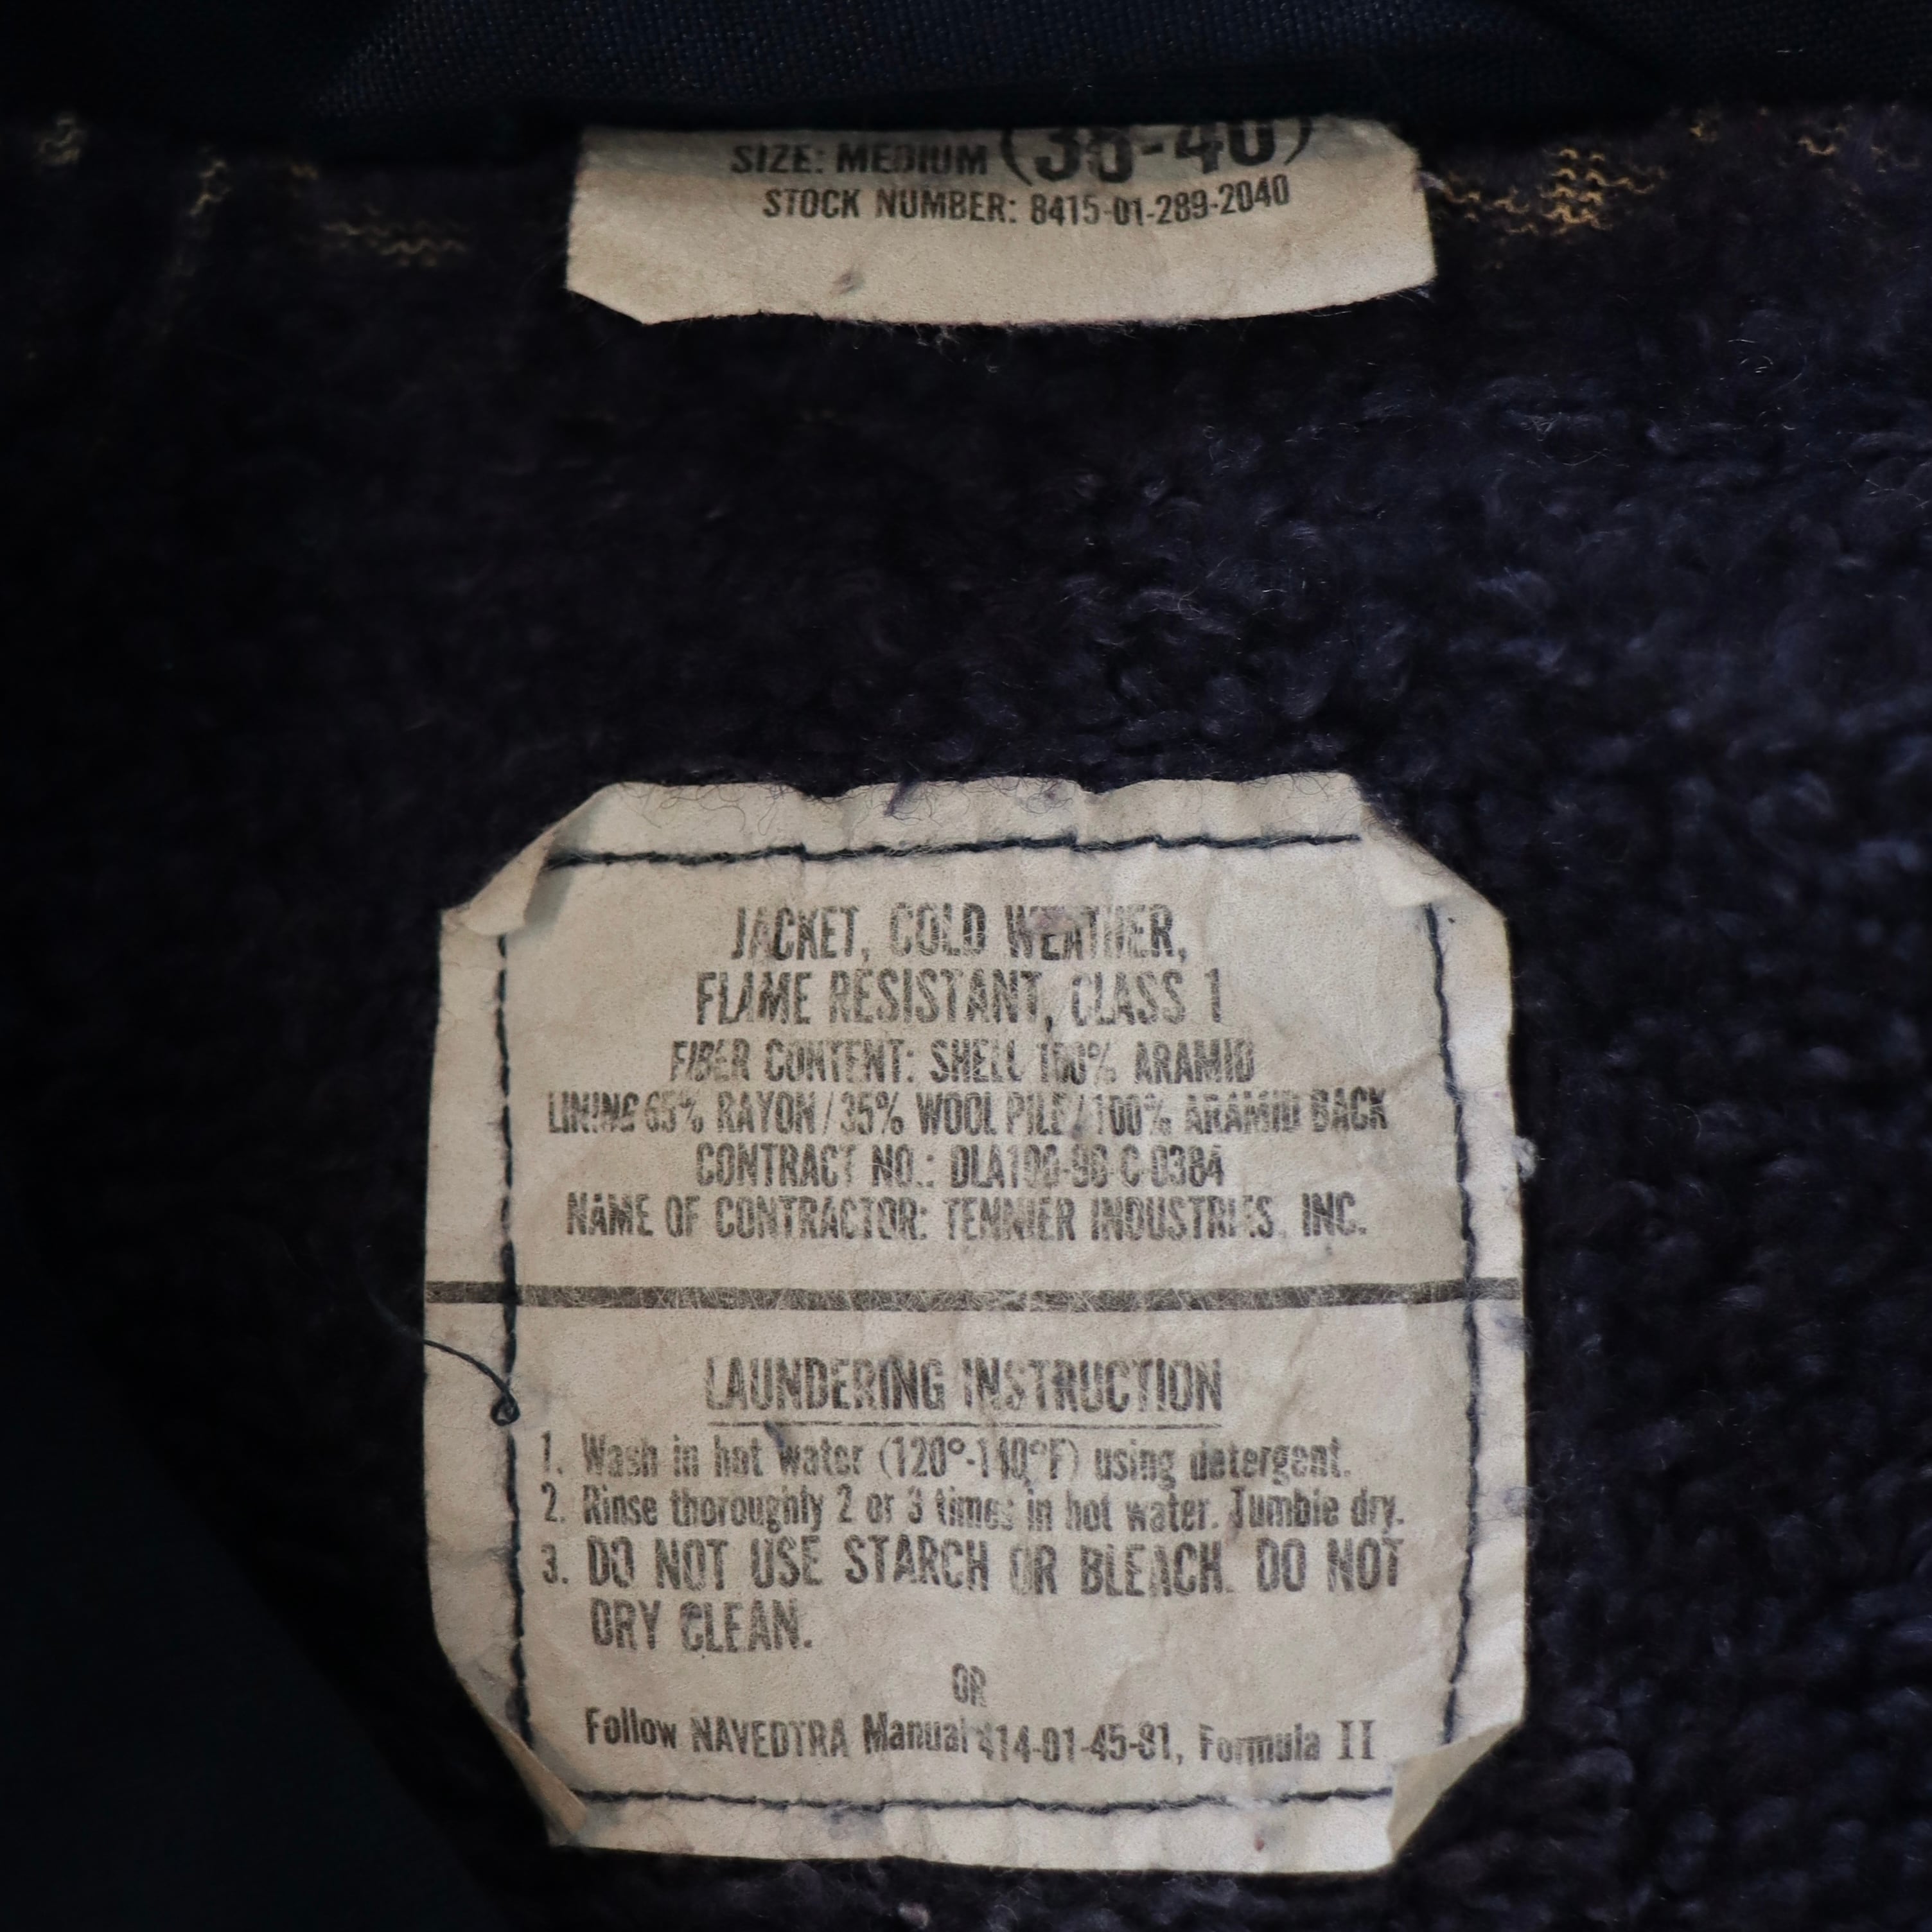 SIZE: MEDIUM (36-40)
STOCK NUMBER: 8415-01-289-2040
JACKET, COLD WEATHER,
FLAME RESISTANT, CLASS 1
FIBER CONTENT: SHELL 100% ARAMID
LINING 65% RAYON/35% WOOL PILE/100% ARAMID BACK
CONTRACT NO.:
NAME OF CONTRACTOR: TENNIER INDUSTRIES, INC.
LAUNDERING INSTRUCTION
1. Wash in hot water (120°-140°F) using detergent.
2. Rinse thoroughly 2 or 3 times in hot water. Tumble dry.
3. DO NOT USE STARCH OR BLEACH. DO NOT
DRY CLEAN.
OR
Follow NAVEDTRA Manual 414-01-45-81, Formula II